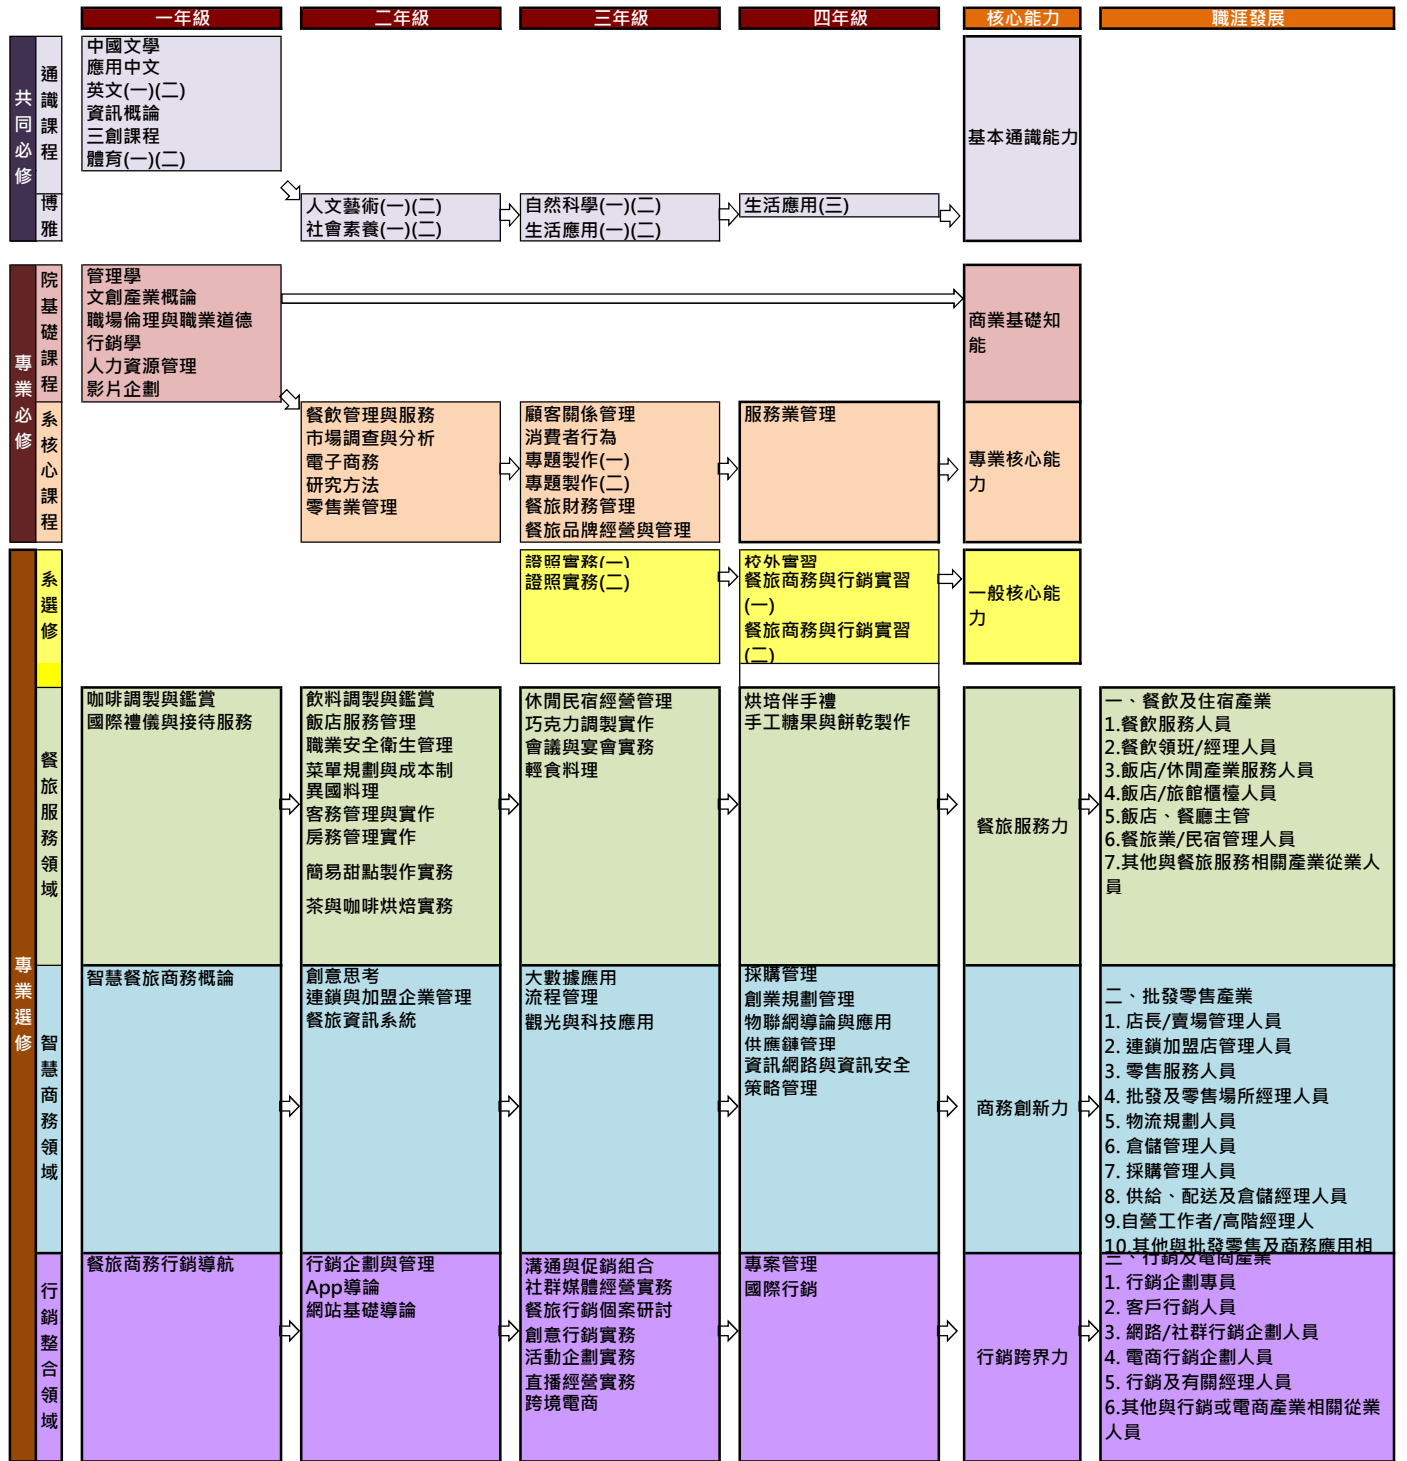 一年級
二年級
三年級
四年級
核心能力
職涯發展
共同必修
通識課程
中國文學
應用中文
英文(一)(二)
資訊概論
三創課程
體育(一)(二)
基本通識能力
博雅
人文藝術(一)(二)
社會素養(一)(二)
自然科學(一)(二)
生活應用(一)(二)
生活應用(三)
專業必修
院基礎課程
管理學
文創產業概論
職場倫理與職業道德
行銷學
人力資源管理
影片企劃
商業基礎知
能
系核心課程
餐飲管理與服務
市場調查與分析
電子商務
研究方法
零售業管理
顧客關係管理
消費者行為
專題製作(一)
專題製作(二)
餐旅財務管理
餐旅品牌經營與管理
服務業管理
專業核心能
力
專業選修
系選修
證照實務(一)
證照實務(二)
校外實習
餐旅商務與行銷實習
(一)
餐旅商務與行銷實習
(二)
一般核心能
力
餐旅服務領域
咖啡調製與鑑賞
國際禮儀與接待服務
飲料調製與鑑賞
飯店服務管理
職業安全衛生管理
菜單規劃與成本制
異國料理
客務管理與實作
房務管理實作
簡易甜點製作實務
茶與咖啡烘焙實務
休閒民宿經營管理
巧克力調製實作
會議與宴會實務
輕食料理
烘培伴手禮
手工糖果與餅乾製作
餐旅服務力
一、餐飲及住宿產業
1.餐飲服務人員
2.餐飲領班/經理人員
3.飯店/休閒產業服務人員
4.飯店/旅館櫃檯人員
5.飯店、餐廳主管
6.餐旅業/民宿管理人員
7.其他與餐旅服務相關產業從業人
員
智慧商務領域
智慧餐旅商務概論
創意思考
連鎖與加盟企業管理
餐旅資訊系統
大數據應用
流程管理
觀光與科技應用
採購管理
創業規劃管理
物聯網導論與應用
供應鏈管理
資訊網路與資訊安全
策略管理
商務創新力
二、批發零售產業
1. 店長/賣場管理人員
2. 連鎖加盟店管理人員
3. 零售服務人員
4. 批發及零售場所經理人員
5. 物流規劃人員
6. 倉儲管理人員
7. 採購管理人員
8. 供給、配送及倉儲經理人員
9.自營工作者/高階經理人
10.其他與批發零售及商務應用相
行銷整合領域
餐旅商務行銷導航
行銷企劃與管理
App導論
網站基礎導論
溝通與促銷組合
社群媒體經營實務
餐旅行銷個案研討
創意行銷實務
活動企劃實務
直播經營實務
跨境電商
專案管理
國際行銷
行銷跨界力
三、行銷及電商產業
1. 行銷企劃專員
2. 客戶行銷人員
3. 網路/社群行銷企劃人員
4. 電商行銷企劃人員
5. 行銷及有關經理人員
6.其他與行銷或電商產業相關從業
人員